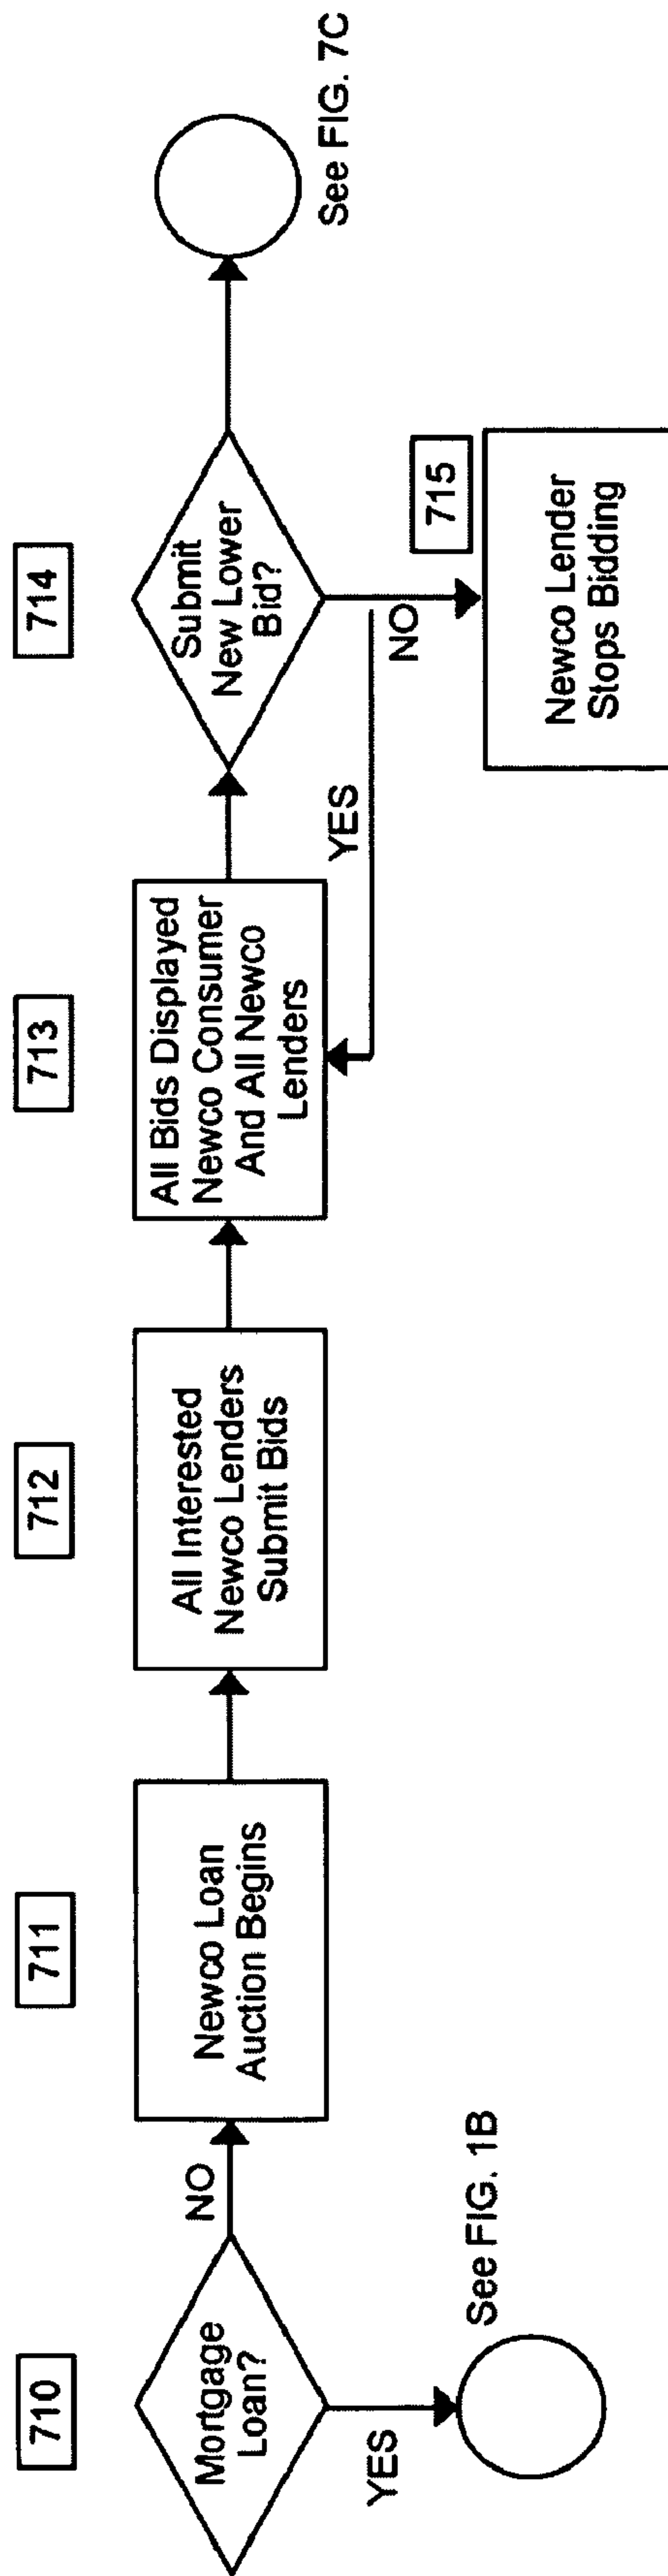 710
Mortgage
Loan?
YES
See FIG. 1B
NO
711
Newco Loan
Auction Begins
712
All Interested
Newco Lenders
Submit Bids
713
All Bids Displayed
Newco Consumer
And All Newco
Lenders
714
Submit
New Lower
Bid?
YES
NO
715
Newco Lender
Stops Bidding
See FIG. 7C